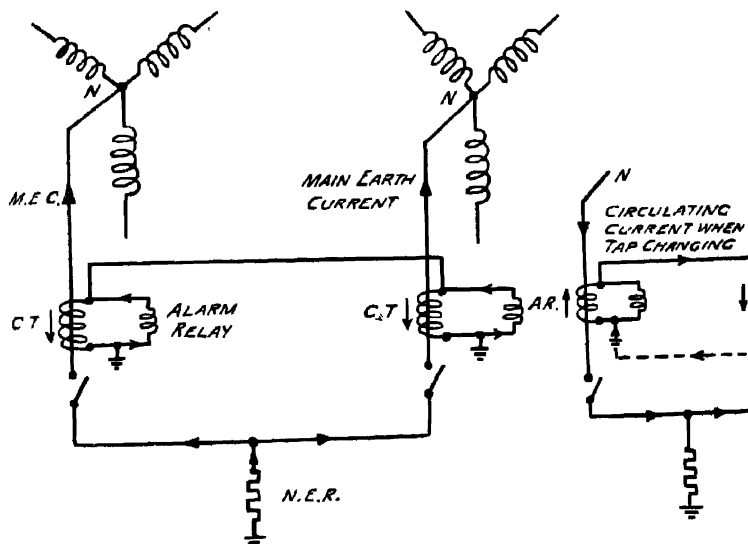 N
N
M.E.C.
MAIN EARTH
CURRENT
N
CIRCULATING
CURRENT WHEN
TAP CHANGING
C T
ALARM
RELAY
C.T
A.R.
N.E.R.